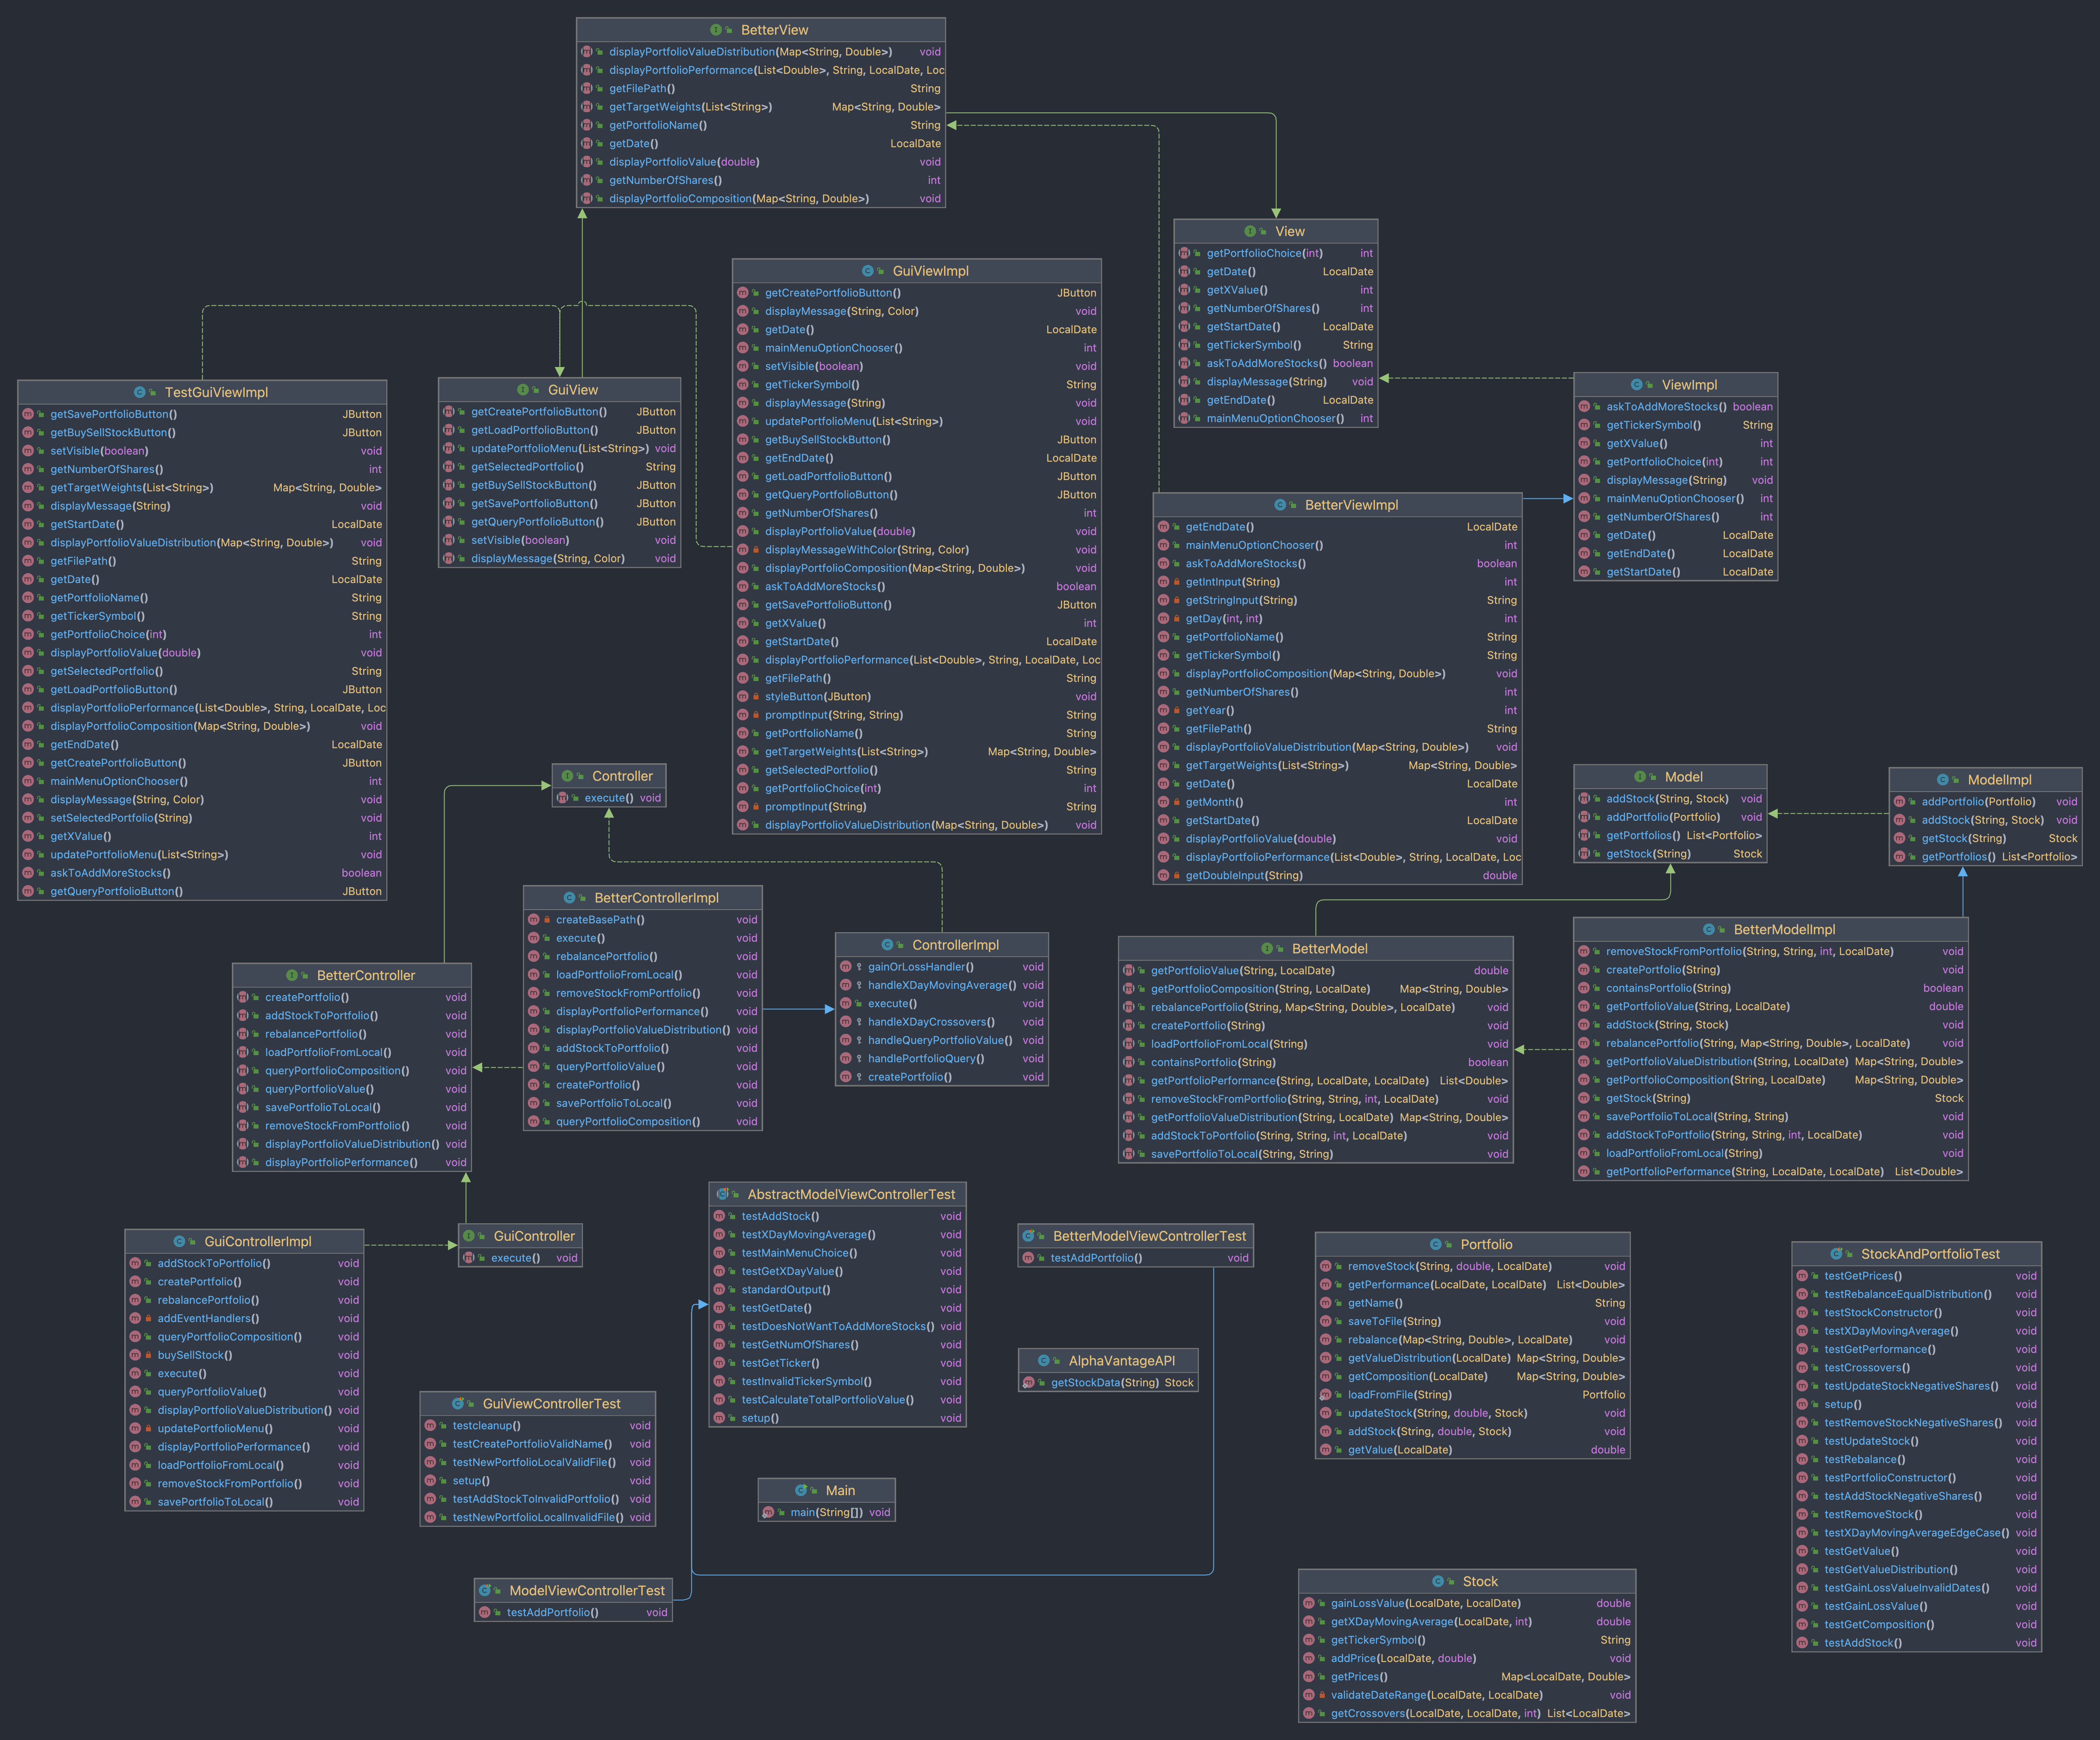 BetterView
displayPortfolioValueDistribution(Map<String, Double>) void
displayPortfolioPerformance(List<Double>, String, LocalDate, Loc
getFilePath() String
getTargetWeights(List<String>) Map<String, Double>
getPortfolioName() String
getDate() LocalDate
displayPortfolioValue(double) void
getNumberOfShares() int
displayPortfolioComposition(Map<String, Double>) void
View
getPortfolioChoice(int) int
getDate() LocalDate
getXValue() int
getNumberOfShares() int
getStartDate() LocalDate
getTickerSymbol() String
askToAddMoreStocks() boolean
displayMessage(String) void
getEndDate() LocalDate
mainMenuOptionChooser() int
GuiViewImpl
getCreatePortfolioButton() JButton
displayMessage(String, Color) void
getDate() LocalDate
mainMenuOptionChooser() int
setVisible(boolean) void
getTickerSymbol() String
displayMessage(String) void
updatePortfolioMenu(List<String>) void
getBuySellStockButton() JButton
getEndDate() LocalDate
getLoadPortfolioButton() JButton
getQueryPortfolioButton() JButton
getNumberOfShares() int
displayPortfolioValue(double) void
displayMessageWithColor(String, Color) void
displayPortfolioComposition(Map<String, Double>) void
askToAddMoreStocks() boolean
getSavePortfolioButton() JButton
getXValue() int
getStartDate() LocalDate
displayPortfolioPerformance(List<Double>, String, LocalDate, Loc
getFilePath() String
styleButton(JButton) void
promptInput(String, String) String
getPortfolioName() String
getTargetWeights(List<String>) Map<String, Double>
getSelectedPortfolio() String
getPortfolioChoice(int) int
promptInput(String) String
displayPortfolioValueDistribution(Map<String, Double>) void
TestGuiViewImpl
getSavePortfolioButton() JButton
getBuySellStockButton() JButton
setVisible(boolean) void
getNumberOfShares() int
getTargetWeights(List<String>) Map<String, Double>
displayMessage(String) void
getStartDate() LocalDate
displayPortfolioValueDistribution(Map<String, Double>) void
getFilePath() String
getDate() LocalDate
getPortfolioName() String
getTickerSymbol() String
getPortfolioChoice(int) int
displayPortfolioValue(double) void
getSelectedPortfolio() String
getLoadPortfolioButton() JButton
displayPortfolioPerformance(List<Double>, String, LocalDate, Loc
displayPortfolioComposition(Map<String, Double>) void
getEndDate() LocalDate
getCreatePortfolioButton() JButton
mainMenuOptionChooser() int
displayMessage(String, Color) void
setSelectedPortfolio(String) void
getXValue() int
updatePortfolioMenu(List<String>) void
askToAddMoreStocks() boolean
getQueryPortfolioButton() JButton
GuiView
getCreatePortfolioButton() JButton
getLoadPortfolioButton() JButton
updatePortfolioMenu(List<String>) void
getSelectedPortfolio() String
getBuySellStockButton() JButton
getSavePortfolioButton() JButton
getQueryPortfolioButton() JButton
setVisible(boolean) void
displayMessage(String, Color) void
ViewImpl
askToAddMoreStocks() boolean
getTickerSymbol() String
getXValue() int
getPortfolioChoice(int) int
displayMessage(String) void
mainMenuOptionChooser() int
getNumberOfShares() int
getDate() LocalDate
getEndDate() LocalDate
getStartDate() LocalDate
BetterViewImpl
getEndDate() LocalDate
mainMenuOptionChooser() int
askToAddMoreStocks() boolean
getIntInput(String) int
getStringInput(String) String
getDay(int, int) int
getPortfolioName() String
getTickerSymbol() String
displayPortfolioComposition(Map<String, Double>) void
getNumberOfShares() int
getYear() int
getFilePath() String
displayPortfolioValueDistribution(Map<String, Double>) void
getTargetWeights(List<String>) Map<String, Double>
getDate() LocalDate
getMonth() int
getStartDate() LocalDate
displayPortfolioValue(double) void
displayPortfolioPerformance(List<Double>, String, LocalDate, Loc
getDoubleInput(String) double
Controller
execute() void
Model
addStock(String, Stock) void
addPortfolio(Portfolio) void
getPortfolios() List<Portfolio>
getStock(String) Stock
ModelImpl
addPortfolio(Portfolio) void
addStock(String, Stock) void
getStock(String) Stock
getPortfolios() List<Portfolio>
BetterControllerImpl
createBasePath() void
execute() void
rebalancePortfolio() void
loadPortfolioFromLocal() void
removeStockFromPortfolio() void
displayPortfolioPerformance() void
displayPortfolioValueDistribution() void
addStockToPortfolio() void
queryPortfolioValue() void
createPortfolio() void
savePortfolioToLocal() void
queryPortfolioComposition() void
ControllerImpl
gainOrLossHandler() void
handleXDayMovingAverage() void
execute() void
handleXDayCrossovers() void
handleQueryPortfolioValue() void
handlePortfolioQuery() void
createPortfolio() void
BetterModel
getPortfolioValue(String, LocalDate) double
getPortfolioComposition(String, LocalDate) Map<String, Double>
rebalancePortfolio(String, Map<String, Double>, LocalDate) void
createPortfolio(String) void
loadPortfolioFromLocal(String) void
containsPortfolio(String) boolean
getPortfolioPerformance(String, LocalDate, LocalDate) List<Double>
removeStockFromPortfolio(String, String, int, LocalDate) void
getPortfolioValueDistribution(String, LocalDate) Map<String, Double>
addStockToPortfolio(String, String, int, LocalDate) void
savePortfolioToLocal(String, String) void
BetterModelImpl
removeStockFromPortfolio(String, String, int, LocalDate) void
createPortfolio(String) void
containsPortfolio(String) boolean
getPortfolioValue(String, LocalDate) double
addStock(String, Stock) void
rebalancePortfolio(String, Map<String, Double>, LocalDate) void
getPortfolioValueDistribution(String, LocalDate) Map<String, Double>
getPortfolioComposition(String, LocalDate) Map<String, Double>
getStock(String) Stock
savePortfolioToLocal(String, String) void
addStockToPortfolio(String, String, int, LocalDate) void
loadPortfolioFromLocal(String) void
getPortfolioPerformance(String, LocalDate, LocalDate) List<Double>
BetterController
createPortfolio() void
addStockToPortfolio() void
rebalancePortfolio() void
loadPortfolioFromLocal() void
queryPortfolioComposition() void
queryPortfolioValue() void
savePortfolioToLocal() void
removeStockFromPortfolio() void
displayPortfolioValueDistribution() void
displayPortfolioPerformance() void
GuiControllerImpl
addStockToPortfolio() void
createPortfolio() void
rebalancePortfolio() void
addEventHandlers() void
queryPortfolioComposition() void
buySellStock() void
execute() void
queryPortfolioValue() void
displayPortfolioValueDistribution() void
updatePortfolioMenu() void
displayPortfolioPerformance() void
loadPortfolioFromLocal() void
removeStockFromPortfolio() void
savePortfolioToLocal() void
GuiController
execute() void
AbstractModelViewControllerTest
testAddStock() void
testXDayMovingAverage() void
testMainMenuChoice() void
testGetXDayValue() void
standardOutput() void
testGetDate() void
testDoesNotWantToAddMoreStocks() void
testGetNumOfShares() void
testGetTicker() void
testInvalidTickerSymbol() void
testCalculateTotalPortfolioValue() void
setup() void
BetterModelViewControllerTest
testAddPortfolio() void
AlphaVantageAPI
getStockData(String) Stock
Portfolio
removeStock(String, double, LocalDate) void
getPerformance(LocalDate, LocalDate) List<Double>
getName() String
saveToFile(String) void
rebalance(Map<String, Double>, LocalDate) void
getValueDistribution(LocalDate) Map<String, Double>
getComposition(LocalDate) Map<String, Double>
loadFromFile(String) Portfolio
updateStock(String, double, Stock) void
addStock(String, double, Stock) void
getValue(LocalDate) double
StockAndPortfolioTest
testGetPrices() void
testRebalanceEqualDistribution() void
testStockConstructor() void
testXDayMovingAverage() void
testGetPerformance() void
testCrossovers() void
testUpdateStockNegativeShares() void
setup() void
testRemoveStockNegativeShares() void
testUpdateStock() void
testRebalance() void
testPortfolioConstructor() void
testAddStockNegativeShares() void
testRemoveStock() void
testXDayMovingAverageEdgeCase() void
testGetValue() void
testGetValueDistribution() void
testGainLossValueInvalidDates() void
testGainLossValue() void
testGetComposition() void
testAddStock() void
GuiViewControllerTest
testcleanup() void
testCreatePortfolioValidName() void
testNewPortfolioLocalValidFile() void
setup() void
testAddStockToInvalidPortfolio() void
testNewPortfolioLocalInvalidFile() void
Main
main(String[]) void
ModelViewControllerTest
testAddPortfolio() void
Stock
gainLossValue(LocalDate, LocalDate) double
getXDayMovingAverage(LocalDate, int) double
getTickerSymbol() String
addPrice(LocalDate, double) void
getPrices() Map<LocalDate, Double>
validateDateRange(LocalDate, LocalDate) void
getCrossovers(LocalDate, LocalDate, int) List<LocalDate>